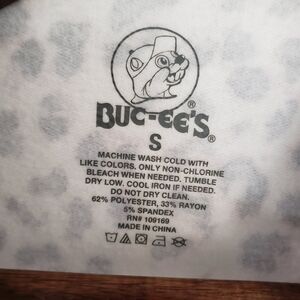 BUC-EE'S®
S
MACHINE WASH COLD WITH
LIKE COLORS. ONLY NON-CHLORINE
BLEACH WHEN NEEDED. TUMBLE
DRY LOW. COOL IRON IF NEEDED.
DO NOT DRY CLEAN.
62% POLYESTER, 33% RAYON
5% SPANDEX
RN# 109169
MADE IN CHINA